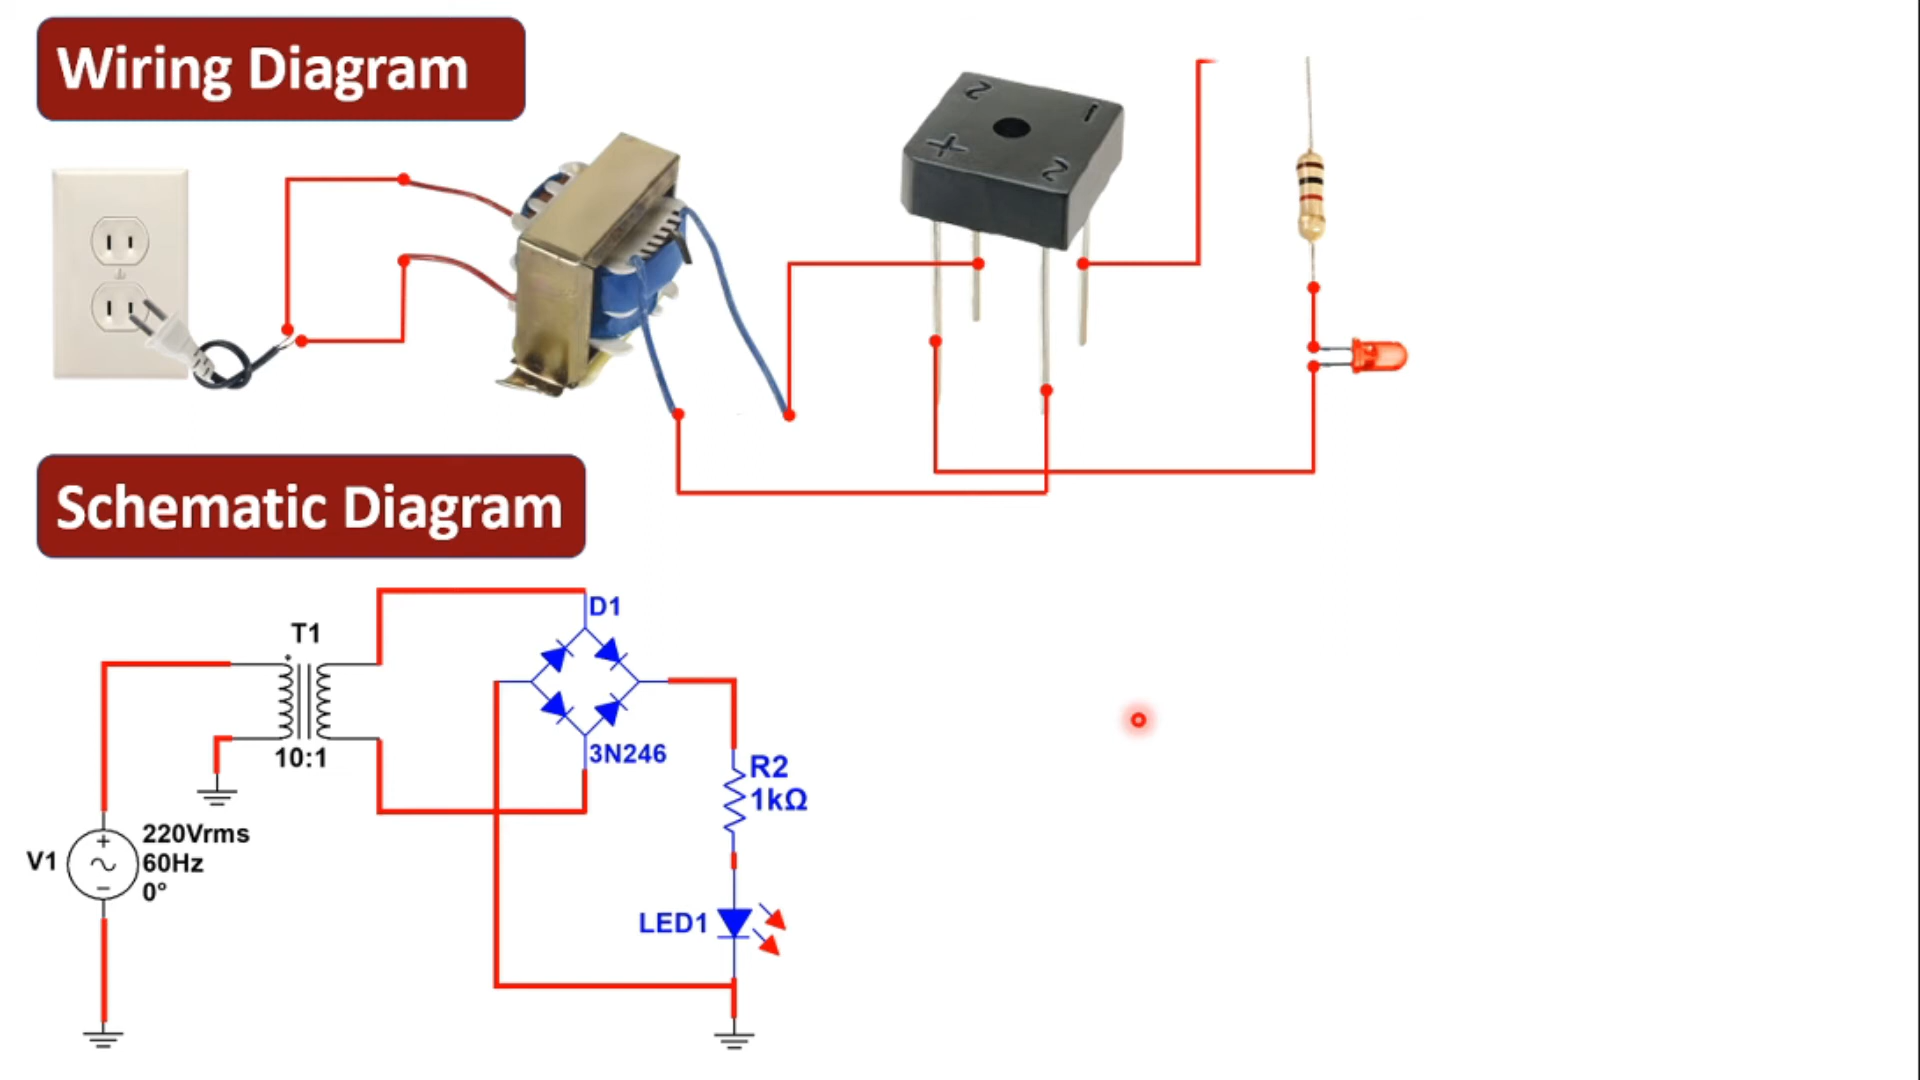 Wiring Diagram
Schematic Diagram
D1
T1
10:1
3N246
R2
1kΩ
V1
220Vrms
60Hz
0°
LED1